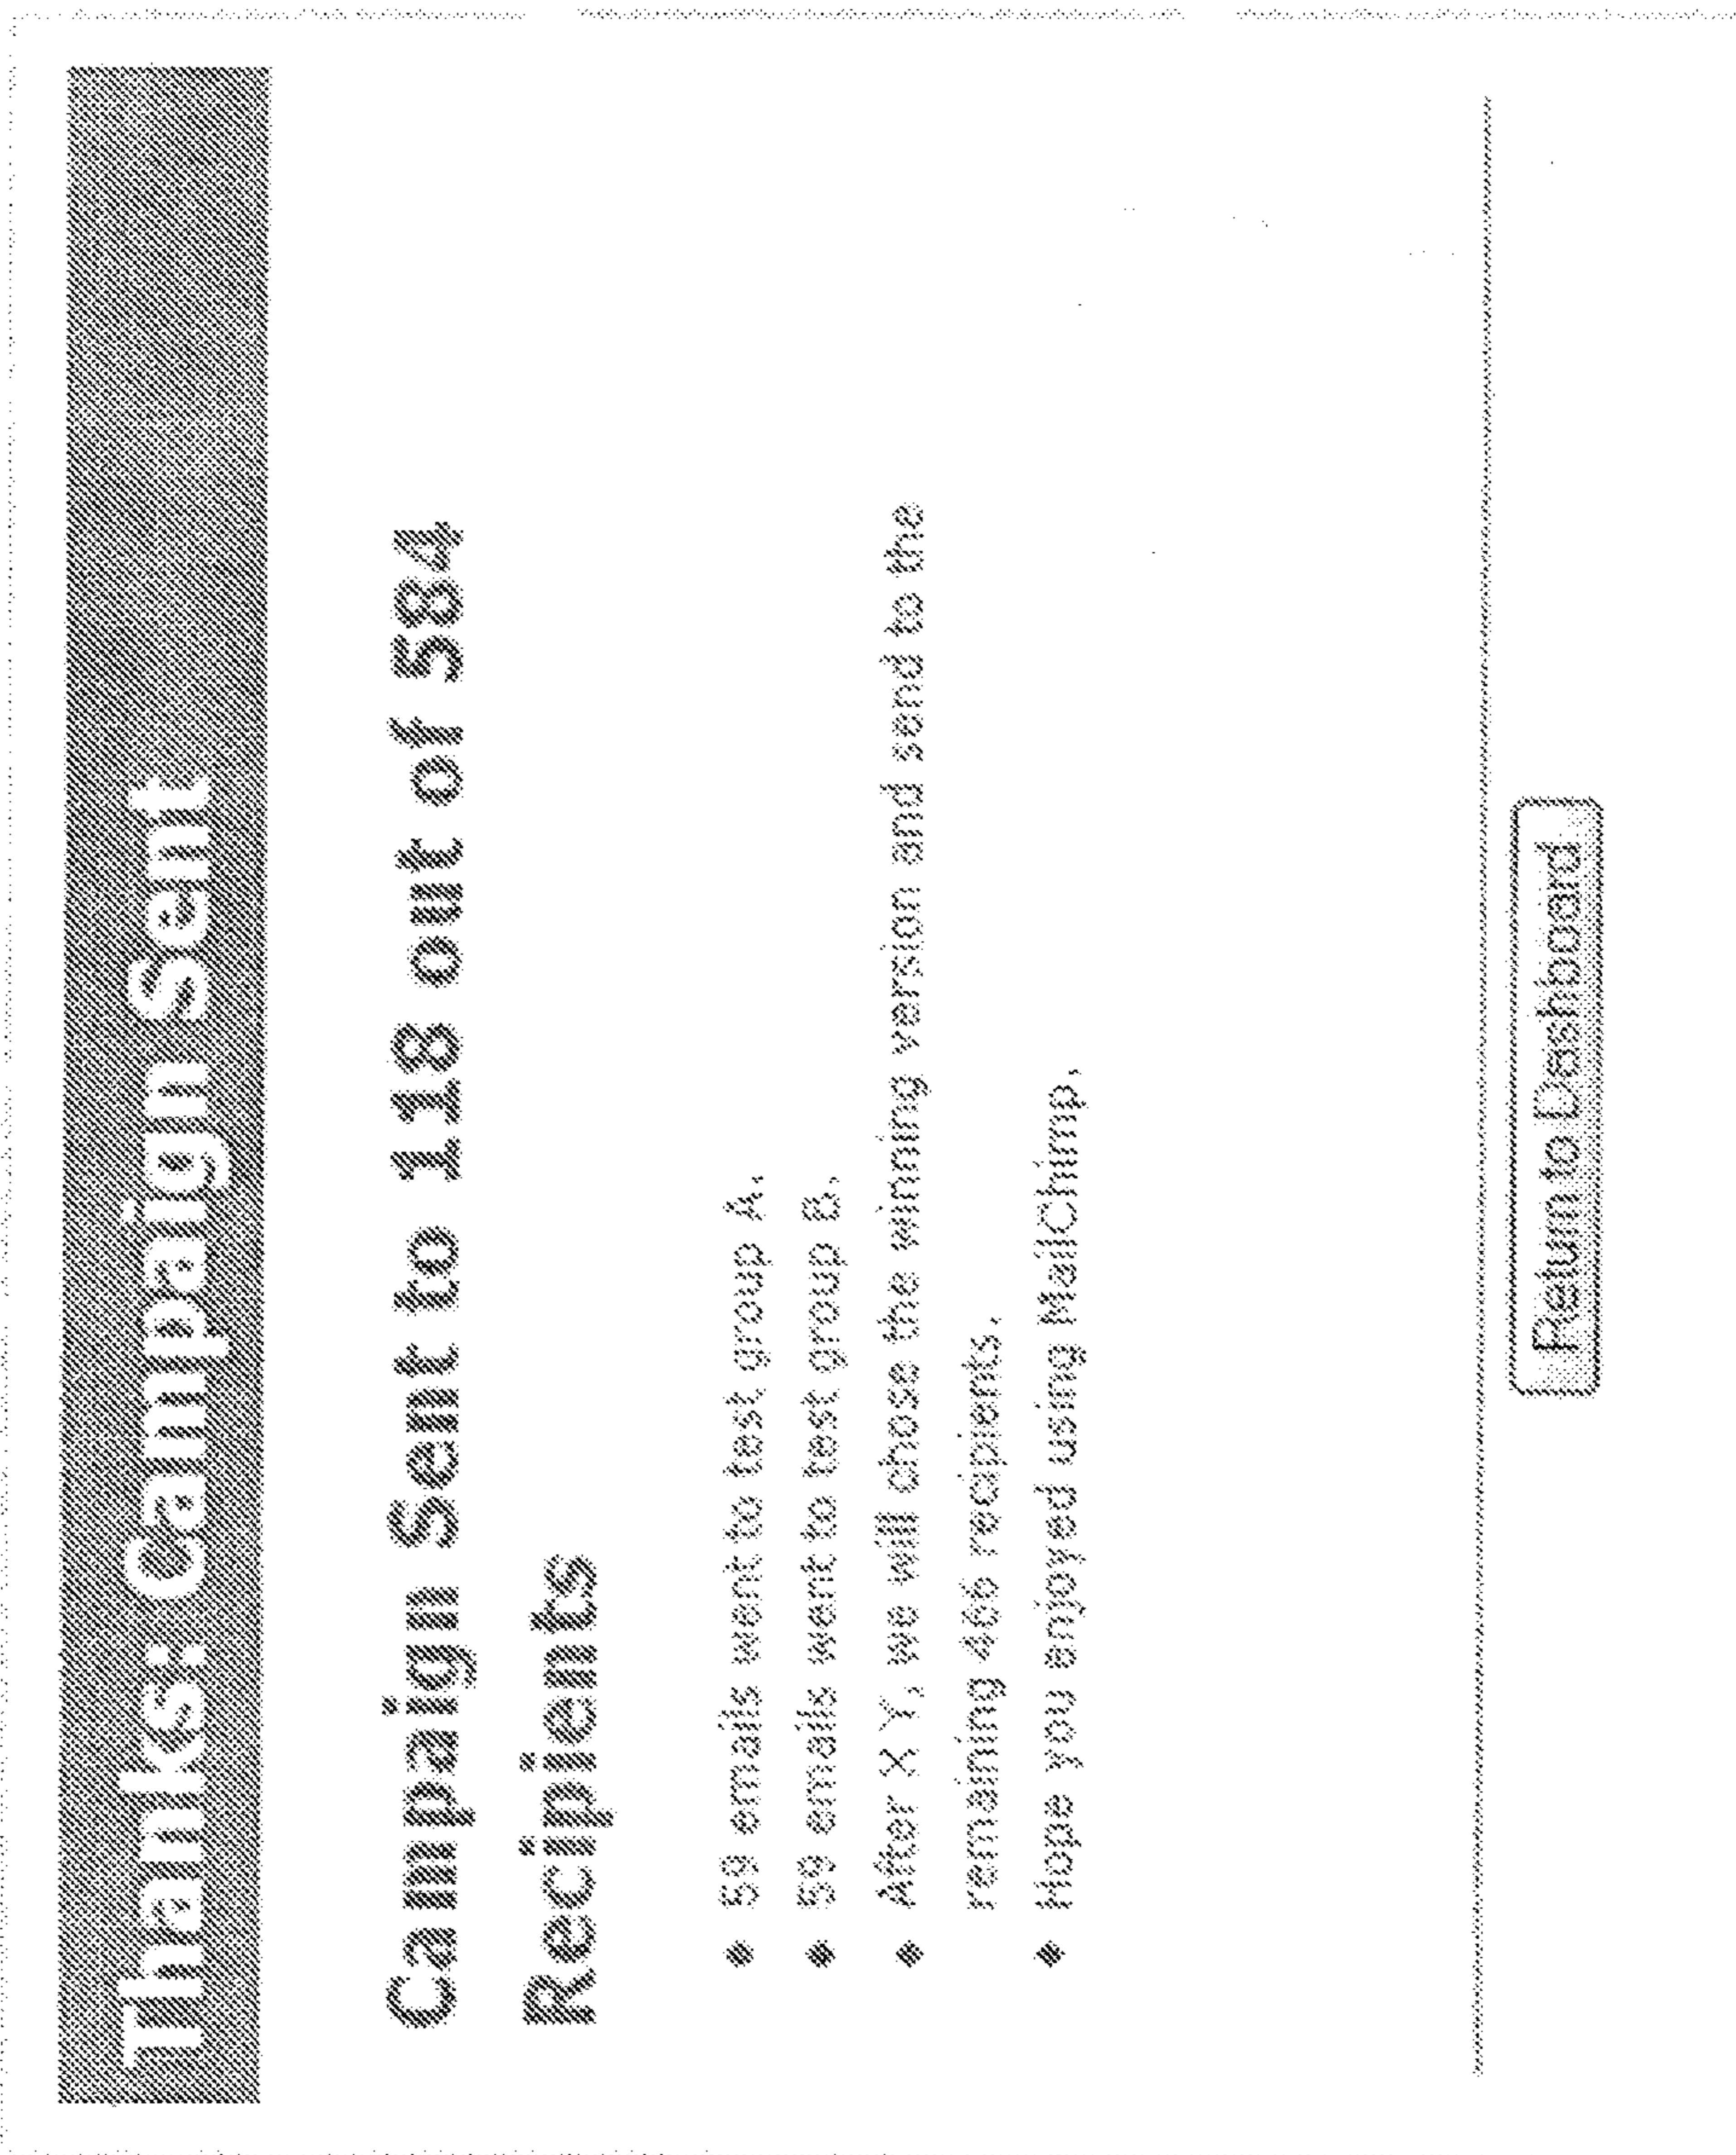 Thanks: Campaign Sent
Campaign Sent to 118 out of 584
Recipients
59 emails went to test group A.
59 emails went to test group B.
After X Y, we will chose the winning version and send to the
remaining 466 recipients.
Hope you enjoyed using MailChimp.
Return to Dashboard